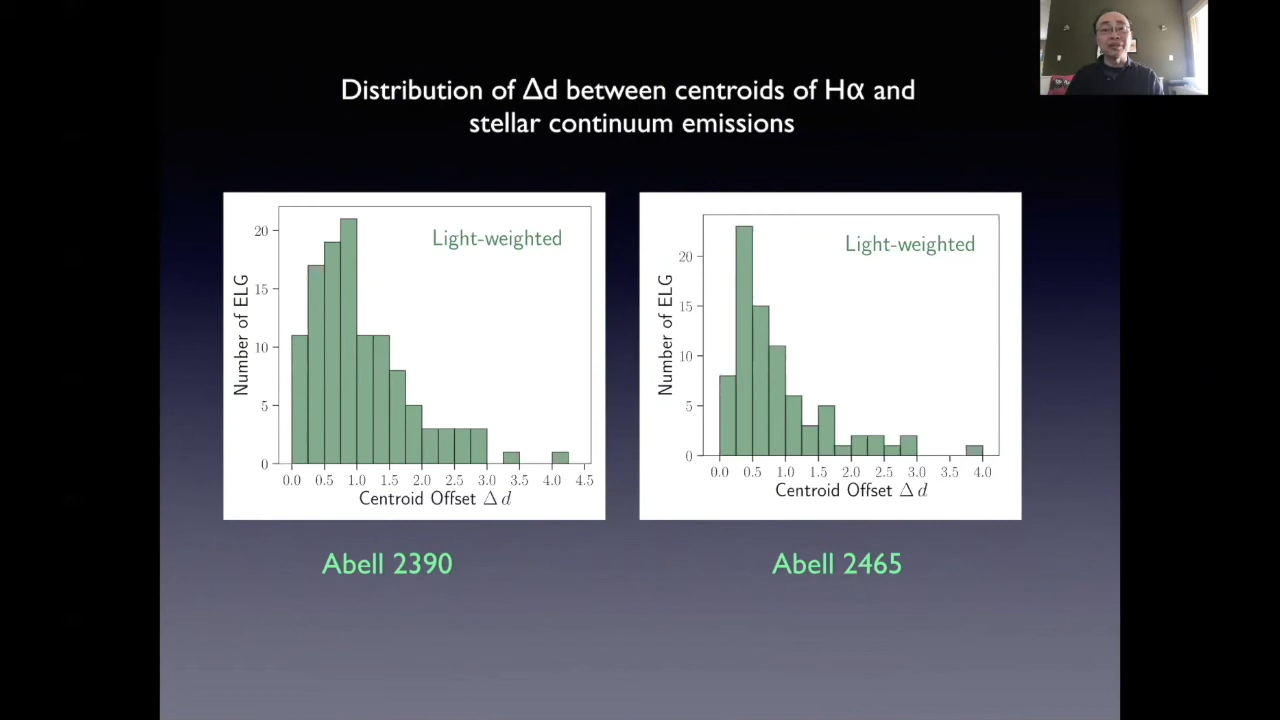 Distribution of Δd between centroids of Hα and
stellar continuum emissions
Light-weighted
Number of ELG
20
15
10
5
0
0.0 0.5 1.0 1.5 2.0 2.5 3.0 3.5 4.0 4.5
Centroid Offset Δ d
Abell 2390
Light-weighted
Number of ELG
20
15
10
5
0
0.0 0.5 1.0 1.5 2.0 2.5 3.0 3.5 4.0
Centroid Offset Δ d
Abell 2465